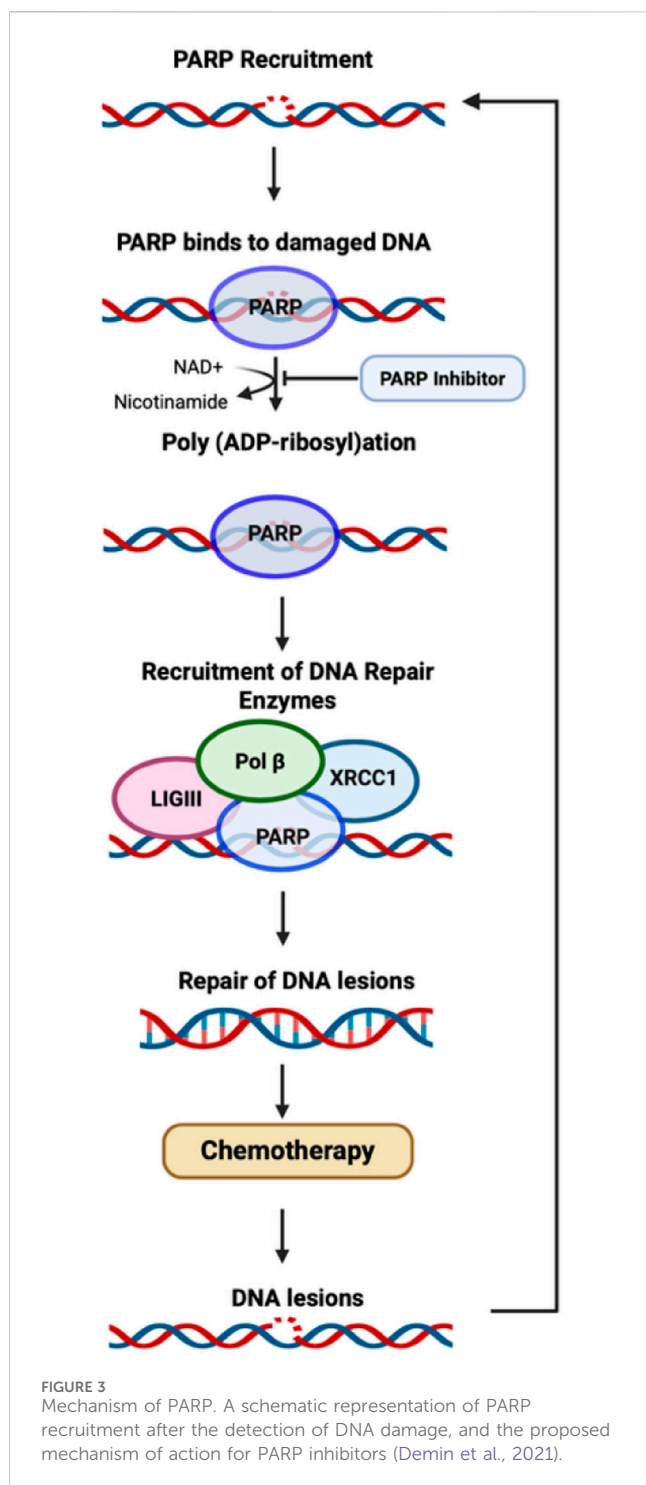 PARP Recruitment
PARP binds to damaged DNA
PARP
NAD+
PARP Inhibitor
Nicotinamide
Poly (ADP-ribosyl)ation
PARP
Recruitment of DNA Repair
Enzymes
Pol β
XRCC1
LIGIII
PARP
Repair of DNA lesions
Chemotherapy
DNA lesions
FIGURE 3
Mechanism of PARP. A schematic representation of PARP
recruitment after the detection of DNA damage, and the proposed
mechanism of action for PARP inhibitors (Demin et al., 2021).